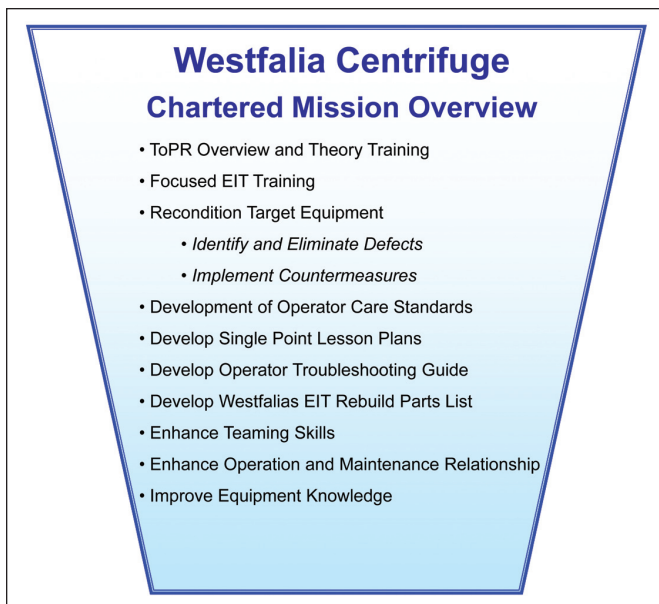 Westfalia Centrifuge
Chartered Mission Overview
• ToPR Overview and Theory Training
• Focused EIT Training
• Recondition Target Equipment
• Identify and Eliminate Defects
• Implement Countermeasures
• Development of Operator Care Standards
• Develop Single Point Lesson Plans
• Develop Operator Troubleshooting Guide
• Develop Westfalias EIT Rebuild Parts List
• Enhance Teaming Skills
• Enhance Operation and Maintenance Relationship
• Improve Equipment Knowledge